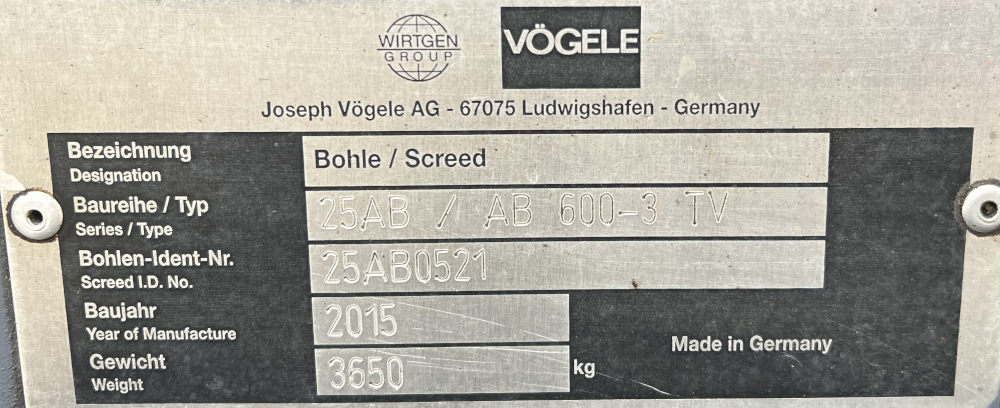 WIRTGEN
GROUP
VÖGELE
Joseph Vögele AG - 67075 Ludwigshafen - Germany
Bezeichnung Bohle / Screed
Designation
Baureihe / Typ 25AB / AB 600-3 TV
Series / Type
Bohlen-Ident-Nr. 25AB0521
Screed I.D. No.
Baujahr 2015
Year of Manufacture
Made in Germany
Gewicht 3650 kg
Weight